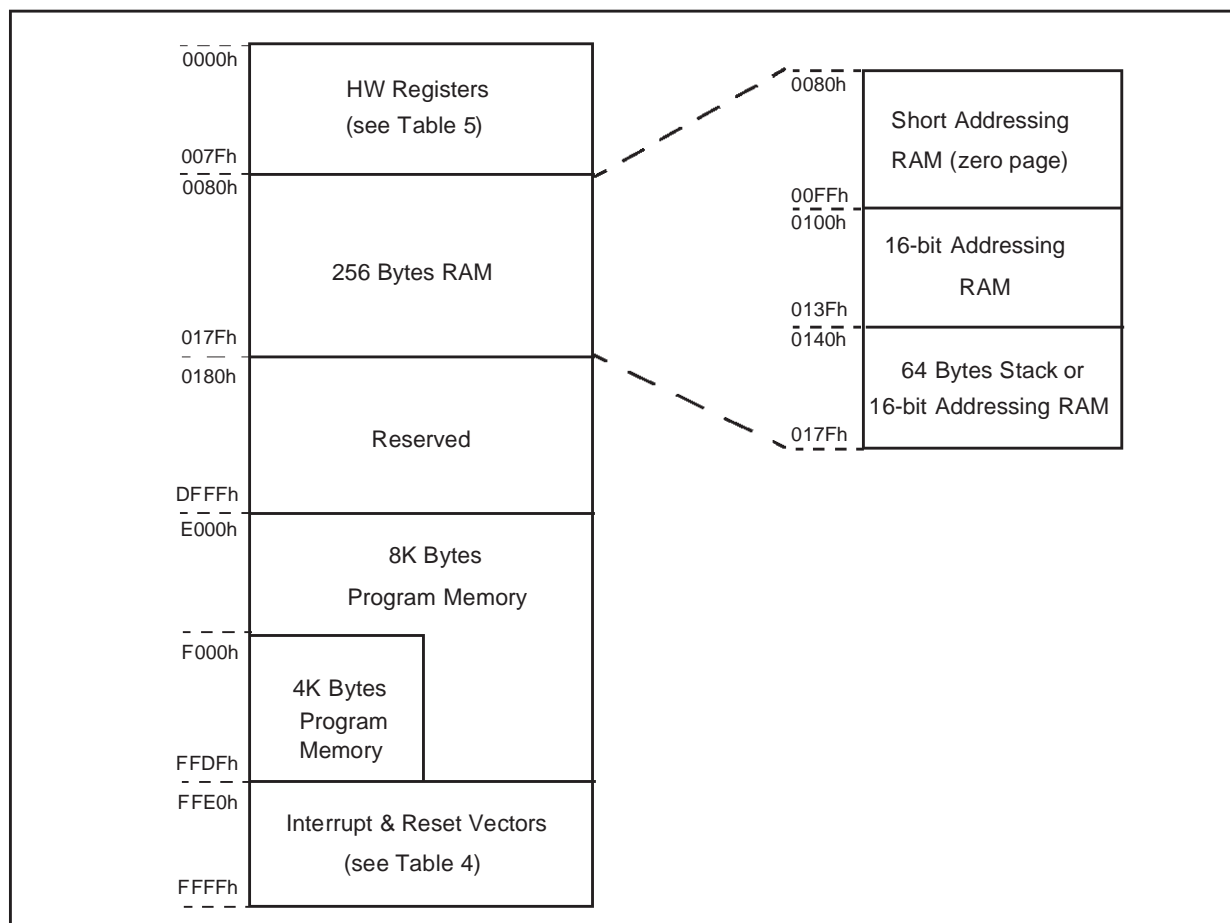 0000h
HW Registers
(see Table 5)
007Fh
0080h
256 Bytes RAM
017Fh
0180h
Reserved
DFFFh
E000h
8K Bytes
Program Memory
F000h
4K Bytes
Program
Memory
FFDFh
FFE0h
Interrupt & Reset Vectors
(see Table 4)
FFFFh
0080h
Short Addressing
RAM (zero page)
00FFh
0100h
16-bit Addressing
RAM
013Fh
0140h
64 Bytes Stack or
16-bit Addressing RAM
017Fh